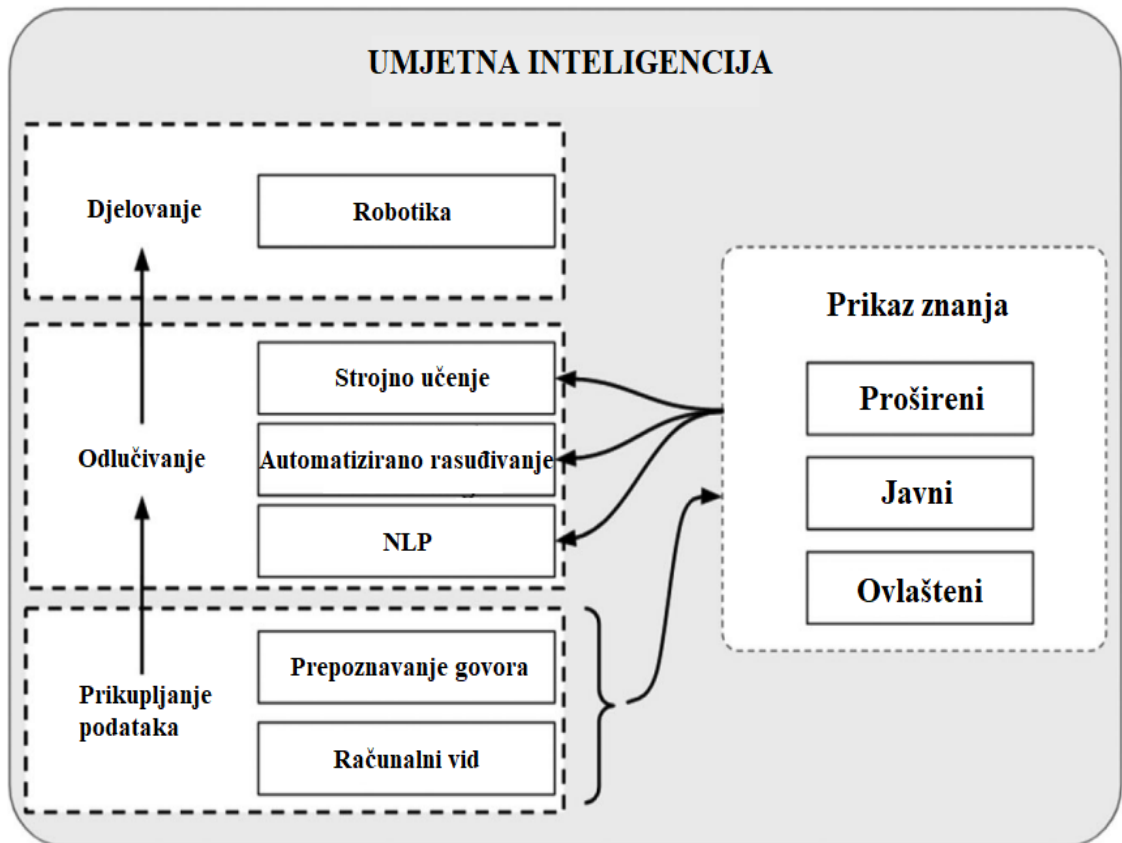 UMJETNA INTELIGENCIJA
Djelovanje
Robotika
Odlučivanje
Strojno učenje
Automatizirano rasuđivanje
NLP
Prikupljanje
podataka
Prepoznavanje govora
Računalni vid
Prikaz znanja
Prošireni
Javni
Ovlašteni